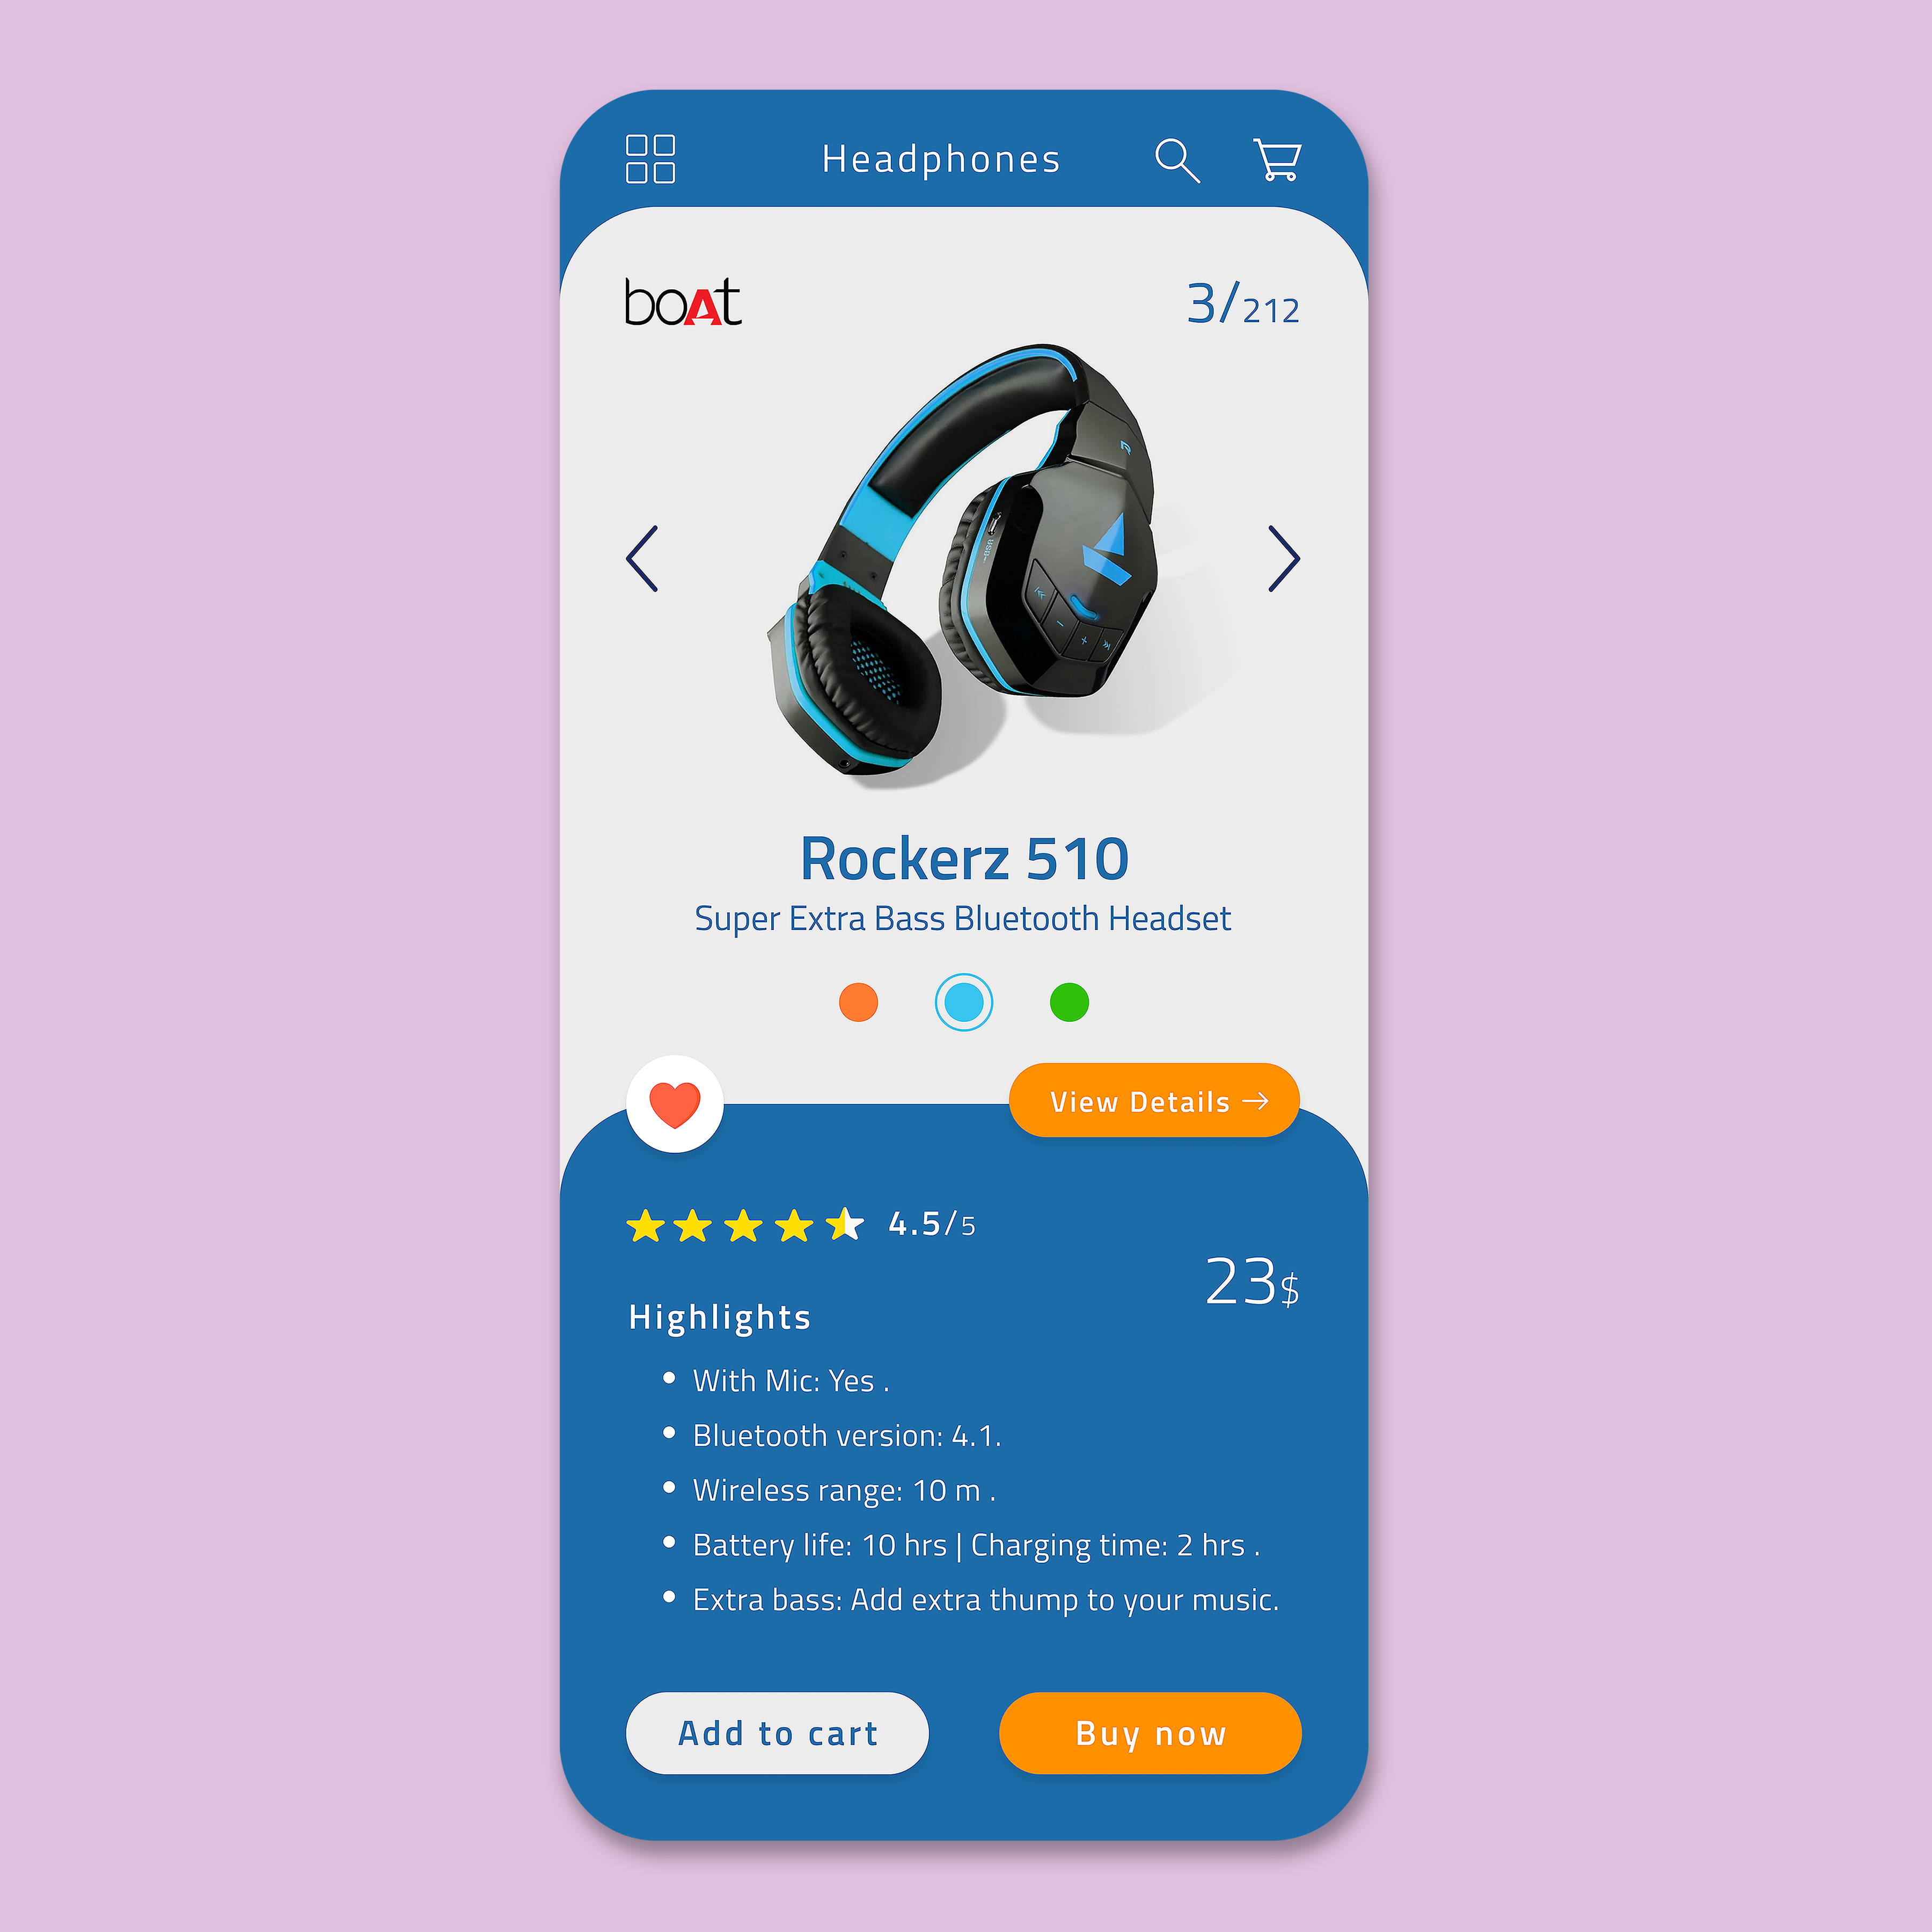 Headphones
boAt
3/212
Rockerz 510
Super Extra Bass Bluetooth Headset
View Details →
4.5/5
23$
Highlights
• With Mic: Yes .
• Bluetooth version: 4.1.
• Wireless range: 10 m .
• Battery life: 10 hrs | Charging time: 2 hrs .
• Extra bass: Add extra thump to your music.
Add to cart
Buy now